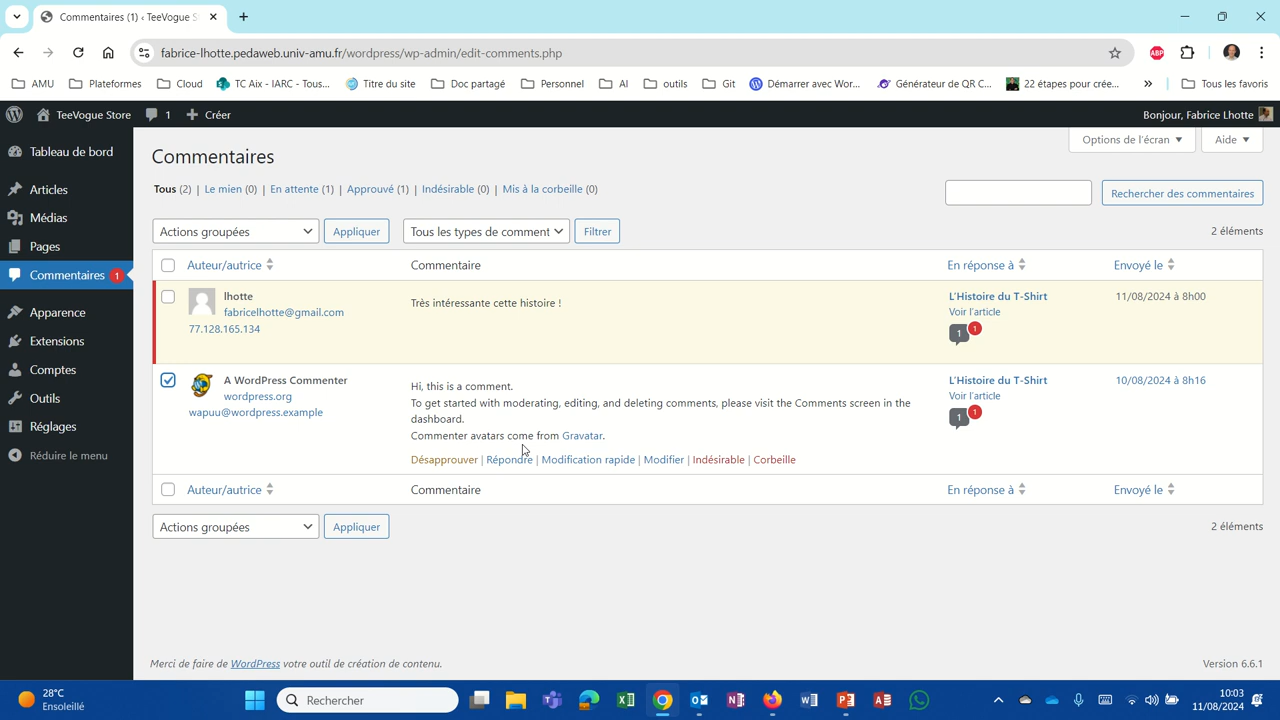 Commentaires (1) ‹ TeeVogue S
fabrice-lhotte.pedaweb.univ-amu.fr/wordpress/wp-admin/edit-comments.php
ABP
AMU Plateformes Cloud TC Aix - IARC - Tous... Titre du site Doc partagé Personnel AI outils Git Démarrer avec Wor... Générateur de QR C... 22 étapes pour crée... » Tous les favoris
TeeVogue Store 1 Créer Bonjour, Fabrice Lhotte
Options de l'écran Aide
Tableau de bord
Articles
Médias
Pages
Commentaires 1
Apparence
Extensions
Comptes
Outils
Réglages
Réduire le menu
Commentaires
Tous (2) | Le mien (0) | En attente (1) | Approuvé (1) | Indésirable (0) | Mis à la corbeille (0)
Rechercher des commentaires
Actions groupées Appliquer Tous les types de comment Filtrer 2 éléments
Auteur/autrice Commentaire En réponse à Envoyé le
lhotte
fabricelhotte@gmail.com
77.128.165.134
Très intéressante cette histoire !
L'Histoire du T-Shirt
Voir l'article
1 1
11/08/2024 à 8h00
A WordPress Commenter
wordpress.org
wapuu@wordpress.example
Hi, this is a comment.
To get started with moderating, editing, and deleting comments, please visit the Comments screen in the
dashboard.
Commenter avatars come from Gravatar.
Désapprouver | Répondre | Modification rapide | Modifier | Indésirable | Corbeille
L'Histoire du T-Shirt
Voir l'article
1 1
10/08/2024 à 8h16
Auteur/autrice Commentaire En réponse à Envoyé le
Actions groupées Appliquer 2 éléments
Merci de faire de WordPress votre outil de création de contenu. Version 6.6.1
28°C
Ensoleillé
Rechercher
10:03
11/08/2024